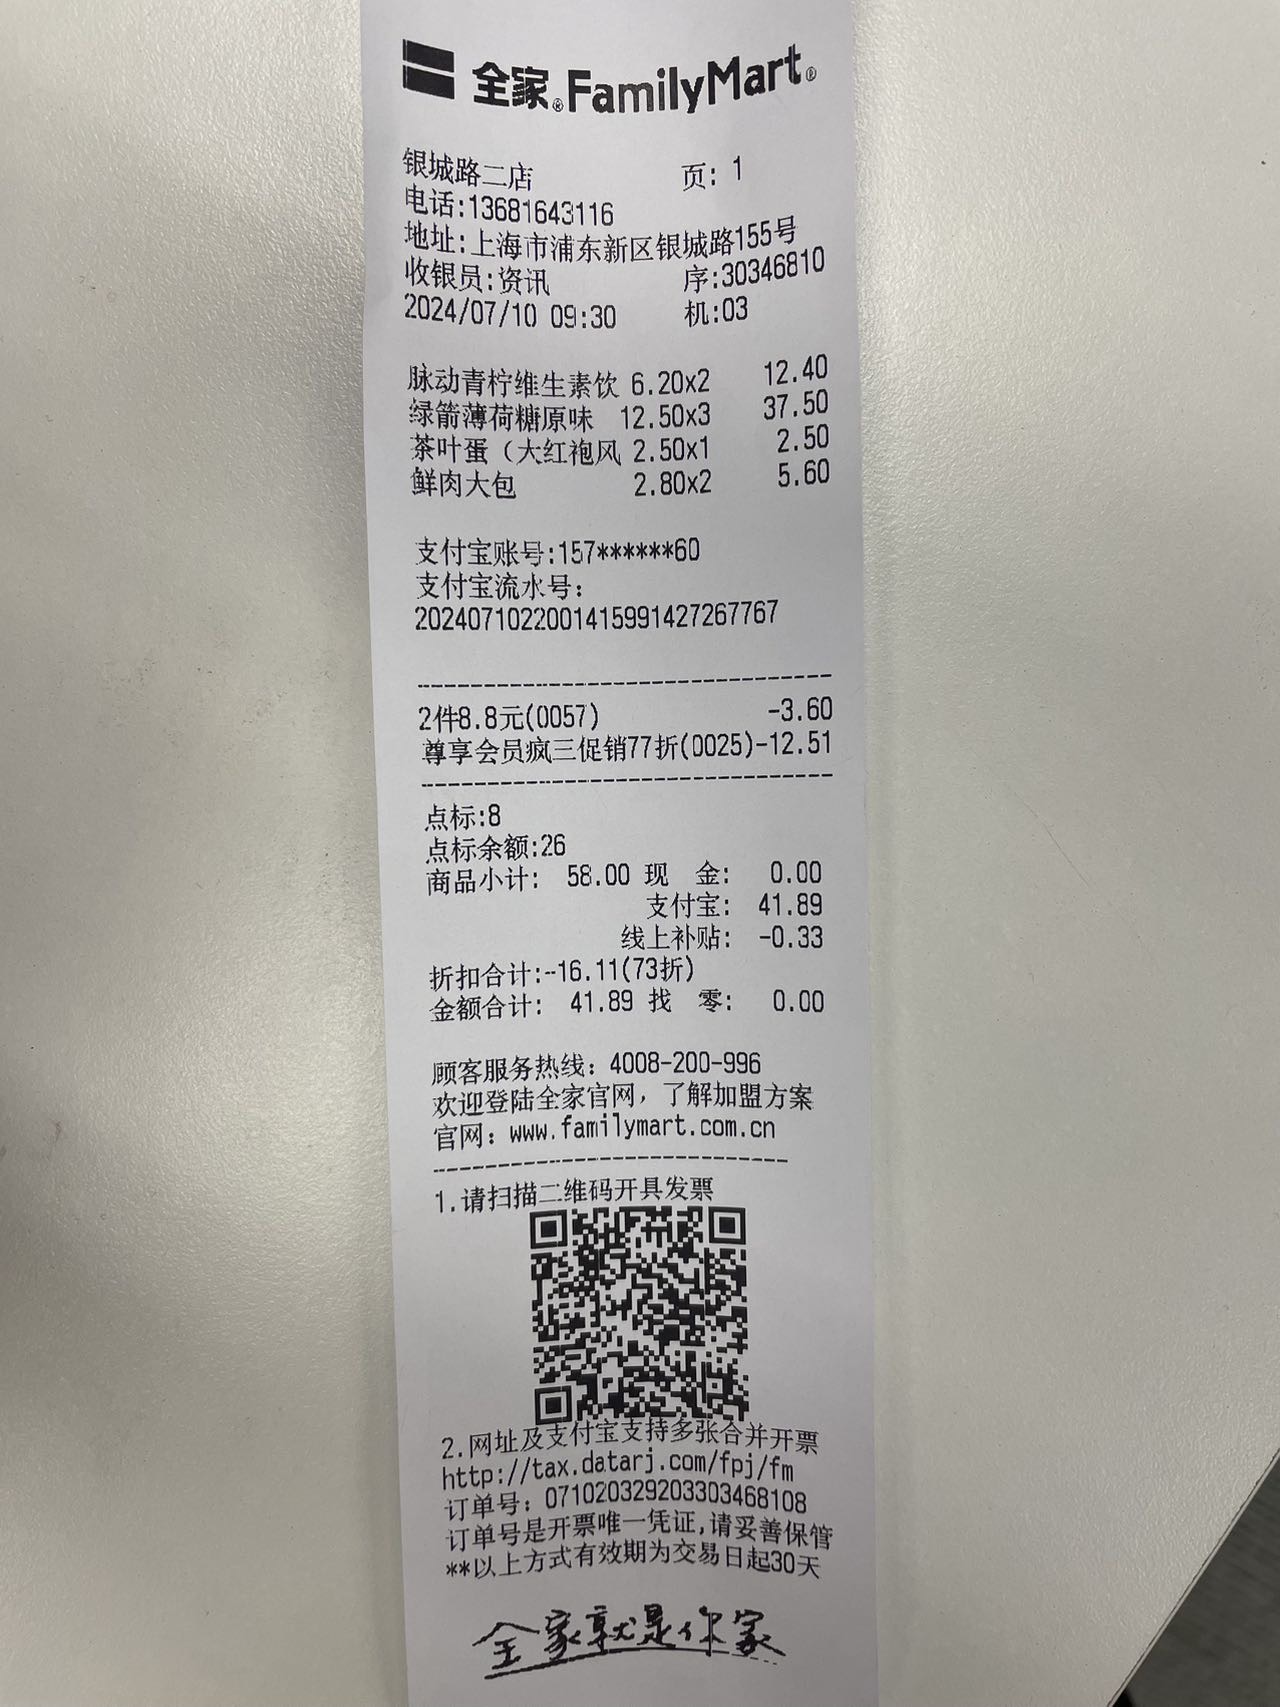 全家®FamilyMart®
银城路二店 页: 1
电话:13681643116
地址:上海市浦东新区银城路155号
收银员:资讯 序:30346810
2024/07/10 09:30 机:03
脉动青柠维生素饮 6.20x2 12.40
绿箭薄荷糖原味 12.50x3 37.50
茶叶蛋（大红袍风 2.50x1 2.50
鲜肉大包 2.80x2 5.60
支付宝账号:157******60
支付宝流水号：
2024071022001415991427267767
2件8.8元(0057) -3.60
尊享会员疯三促销77折(0025)-12.51
点标:8
点标余额:26
商品小计: 58.00 现 金: 0.00
支付宝: 41.89
线上补贴: -0.33
折扣合计:-16.11(73折)
金额合计: 41.89 找 零: 0.00
顾客服务热线：4008-200-996
欢迎登陆全家官网，了解加盟方案
官网：www.familymart.com.cn
1.请扫描二维码开具发票
2.网址及支付宝支持多张合并开票
http://tax.datarj.com/fpj/fm
订单号：071020329203303468108
订单号是开票唯一凭证,请妥善保管
**以上方式有效期为交易日起30天
全家就是你家